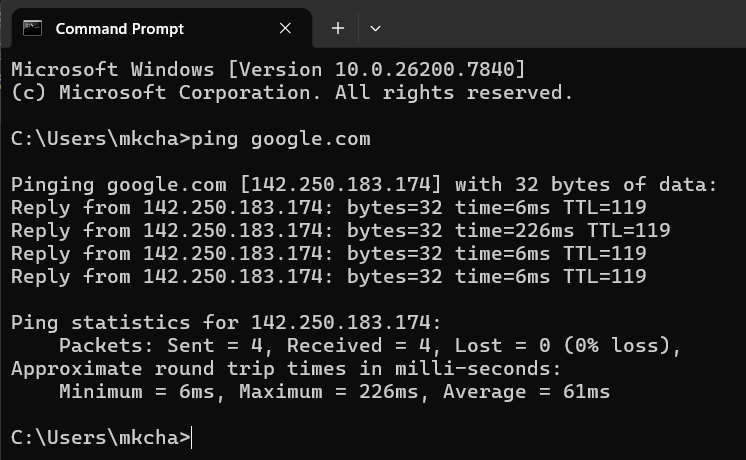 Command Prompt
Microsoft Windows [Version 10.0.26200.7840]
(c) Microsoft Corporation. All rights reserved.
C:\Users\mkcha>ping google.com
Pinging google.com [142.250.183.174] with 32 bytes of data:
Reply from 142.250.183.174: bytes=32 time=6ms TTL=119
Reply from 142.250.183.174: bytes=32 time=226ms TTL=119
Reply from 142.250.183.174: bytes=32 time=6ms TTL=119
Reply from 142.250.183.174: bytes=32 time=6ms TTL=119
Ping statistics for 142.250.183.174:
    Packets: Sent = 4, Received = 4, Lost = 0 (0% loss),
Approximate round trip times in milli-seconds:
    Minimum = 6ms, Maximum = 226ms, Average = 61ms
C:\Users\mkcha>